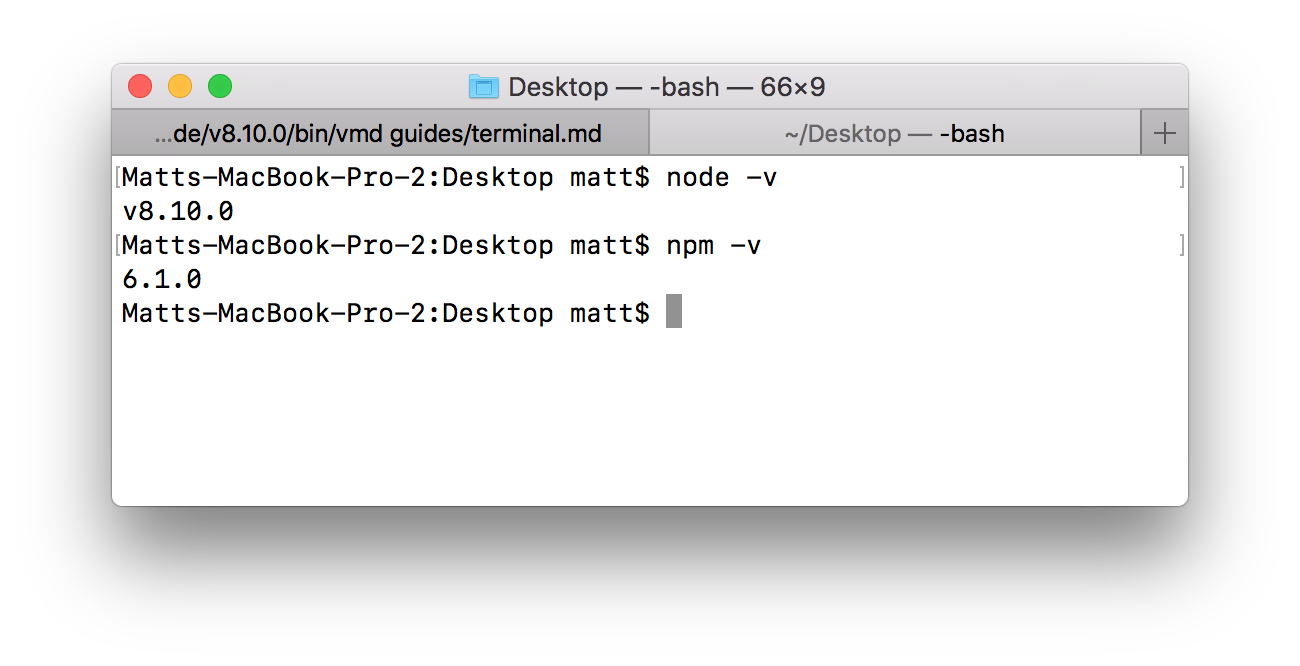 Desktop — -bash — 66×9
...de/v8.10.0/bin/vmd guides/terminal.md
~/Desktop — -bash
+
[Matts-MacBook-Pro-2:Desktop matt$ node -v ]
v8.10.0
[Matts-MacBook-Pro-2:Desktop matt$ npm -v ]
6.1.0
Matts-MacBook-Pro-2:Desktop matt$